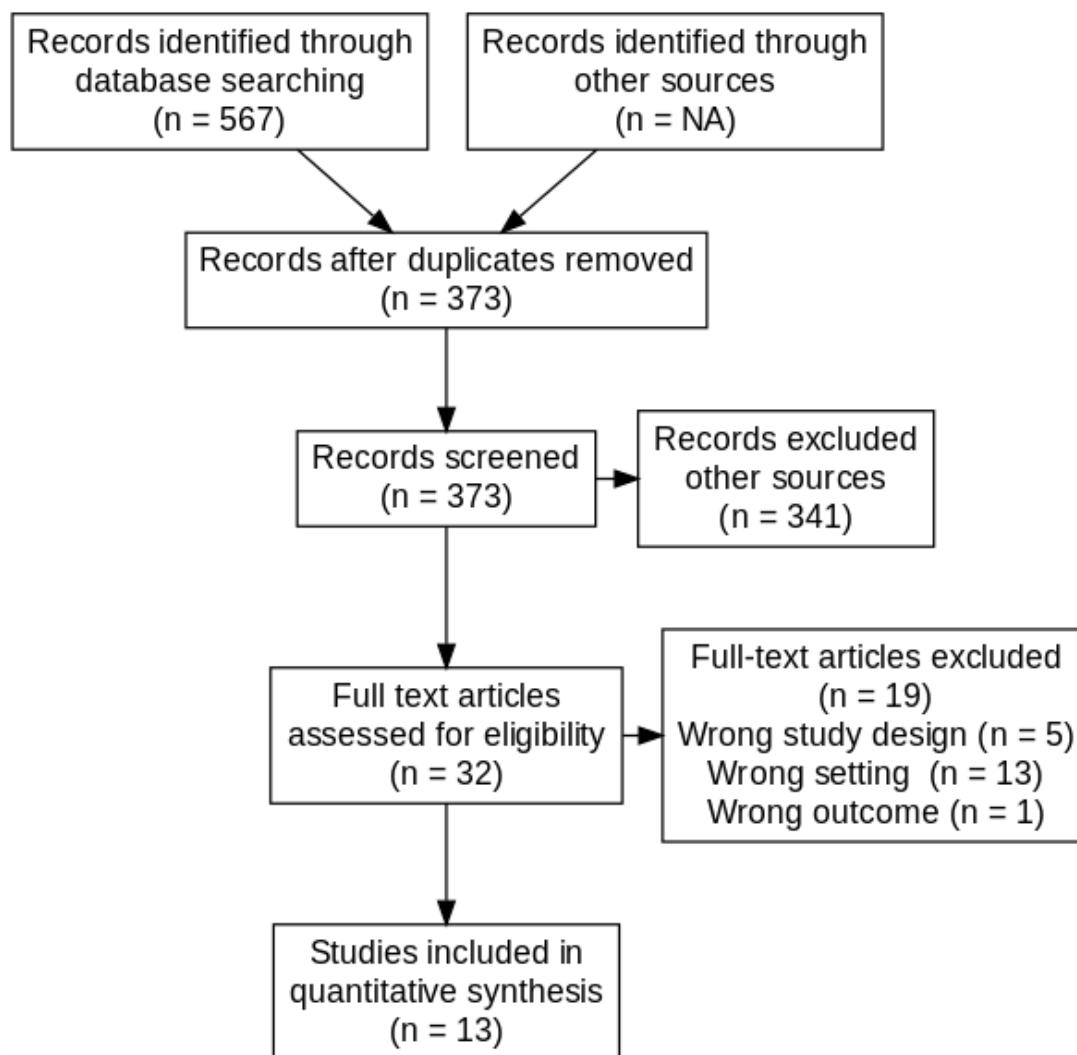 Records identified through
database searching
(n = 567)
Records identified through
other sources
(n = NA)
Records after duplicates removed
(n = 373)
Records screened
(n = 373)
Records excluded
other sources
(n = 341)
Full text articles
assessed for eligibility
(n = 32)
Full-text articles excluded
(n = 19)
Wrong study design (n = 5)
Wrong setting  (n = 13)
Wrong outcome (n = 1)
Studies included in
quantitative synthesis
(n = 13)